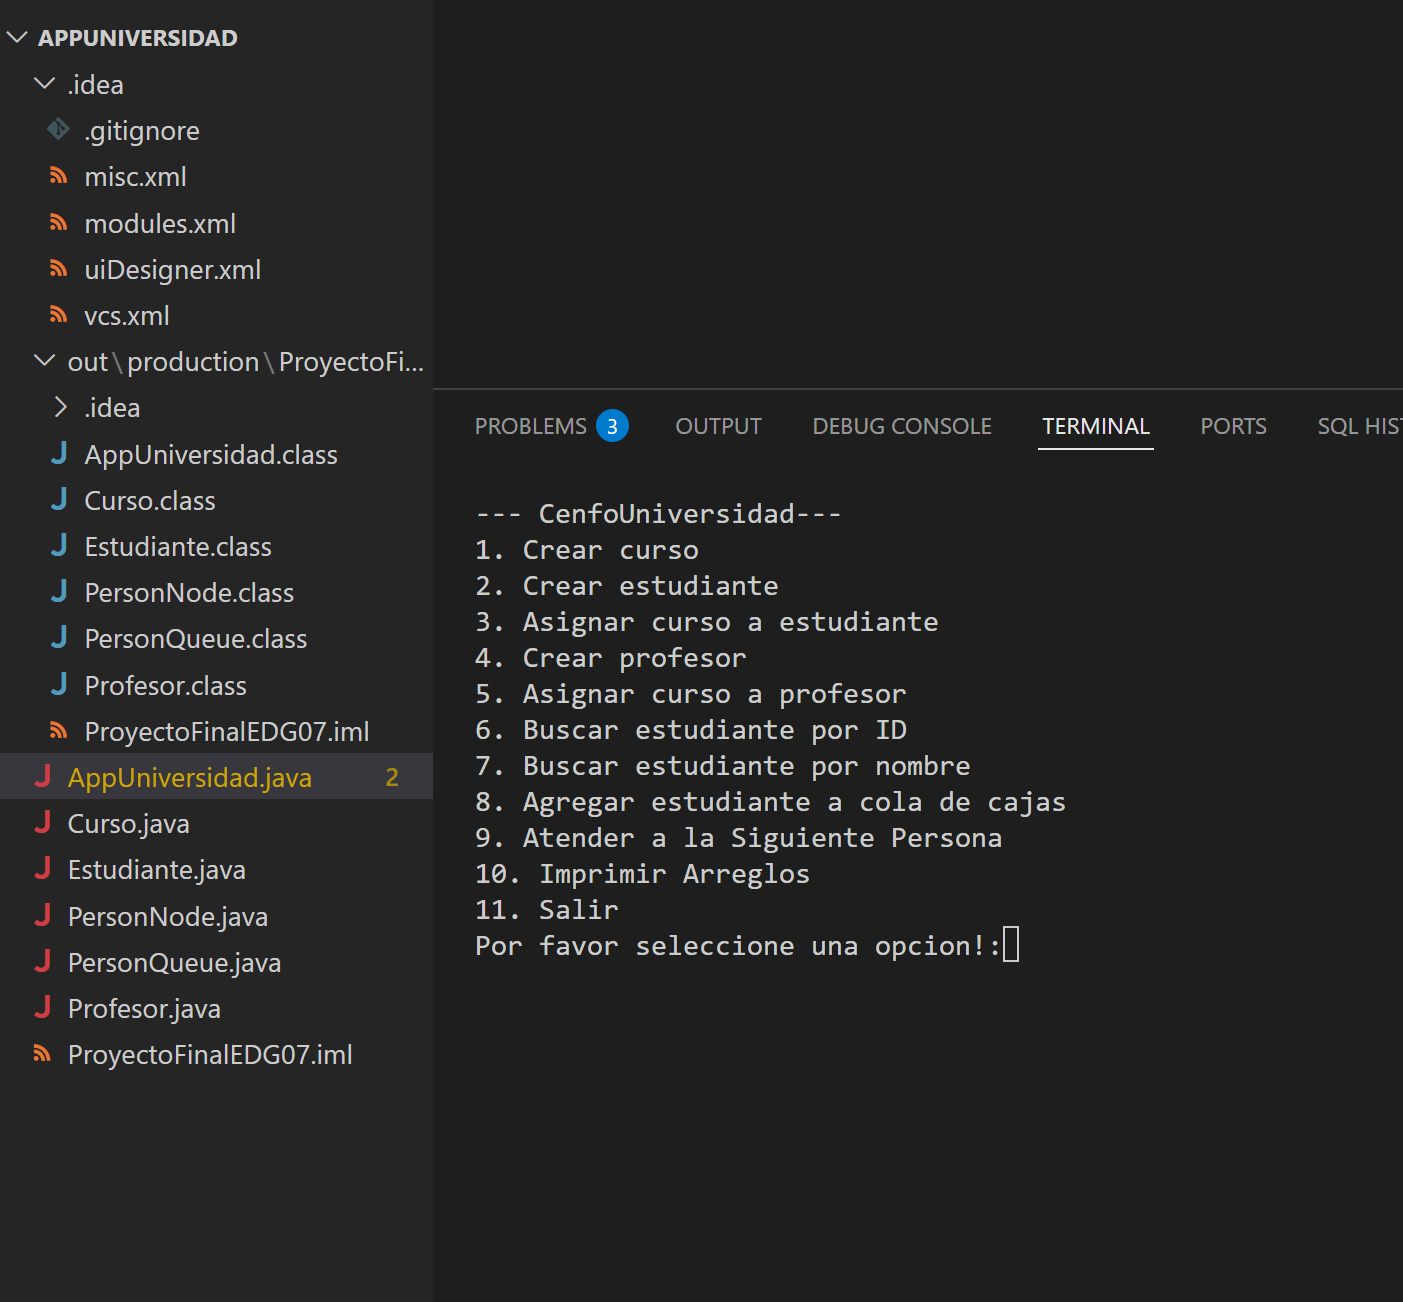 APPUNIVERSIDAD
.idea
.gitignore
misc.xml
modules.xml
uiDesigner.xml
vcs.xml
out\production\ProyectoFi...
.idea
AppUniversidad.class
Curso.class
Estudiante.class
PersonNode.class
PersonQueue.class
Profesor.class
ProyectoFinalEDG07.iml
AppUniversidad.java 2
Curso.java
Estudiante.java
PersonNode.java
PersonQueue.java
Profesor.java
ProyectoFinalEDG07.iml
PROBLEMS 3 OUTPUT DEBUG CONSOLE TERMINAL PORTS SQL HIST
--- CenfoUniversidad---
1. Crear curso
2. Crear estudiante
3. Asignar curso a estudiante
4. Crear profesor
5. Asignar curso a profesor
6. Buscar estudiante por ID
7. Buscar estudiante por nombre
8. Agregar estudiante a cola de cajas
9. Atender a la Siguiente Persona
10. Imprimir Arreglos
11. Salir
Por favor seleccione una opcion!: